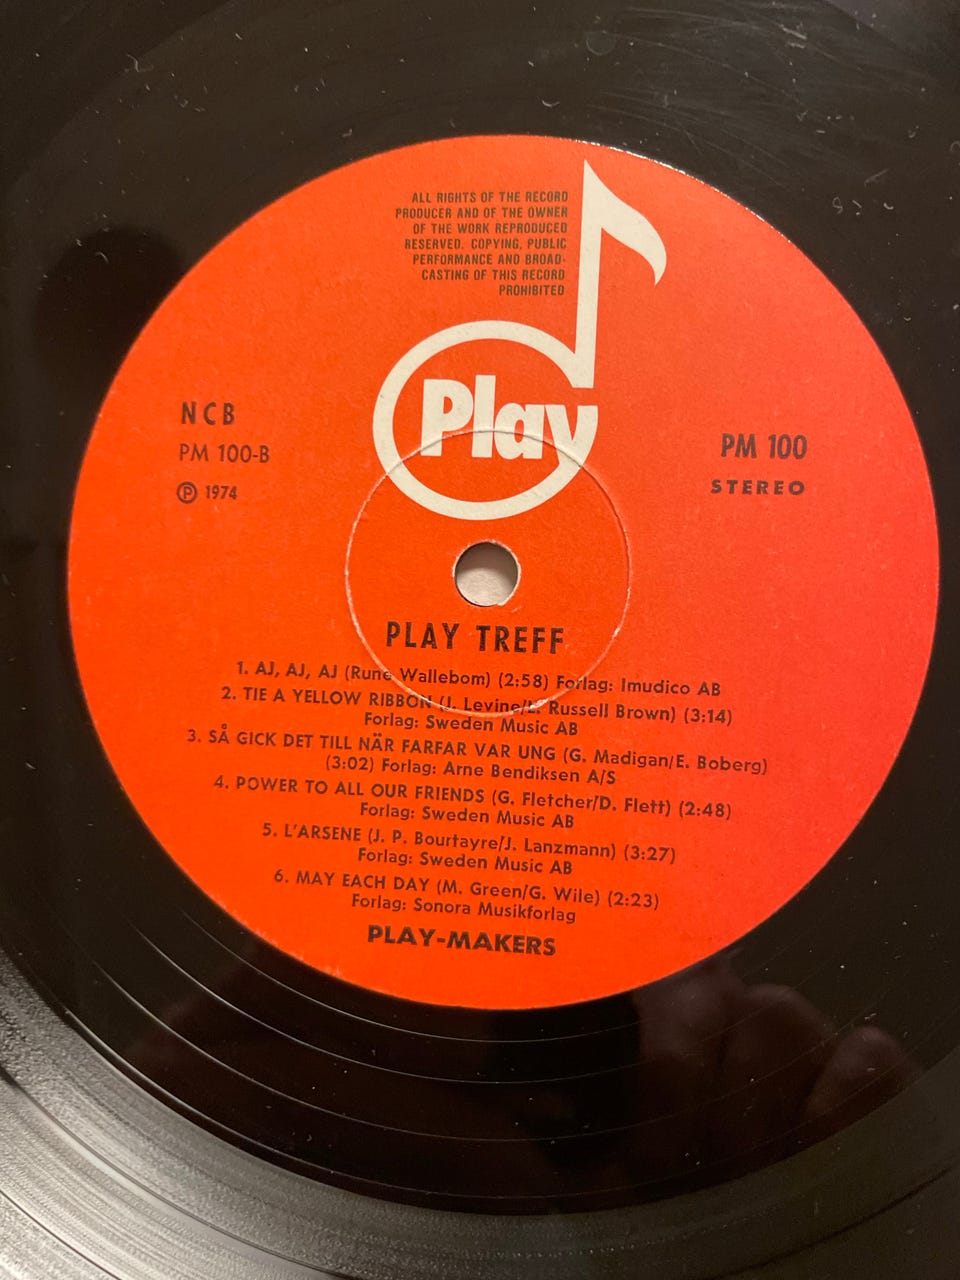 ALL RIGHTS OF THE RECORD
PRODUCER AND OF THE OWNER
OF THE WORK REPRODUCED
RESERVED. COPYING, PUBLIC
PERFORMANCE AND BROAD-
CASTING OF THIS RECORD
PROHIBITED
Play
NCB
PM 100-B
Ⓟ 1974
PM 100
STEREO
PLAY TREFF
1. AJ, AJ, AJ (Rune Wallebom) (2:58) Forlag: Imudico AB
2. TIE A YELLOW RIBBON (I. Levine/L. Russell Brown) (3:14)
Forlag: Sweden Music AB
3. SÅ GICK DET TILL NÄR FARFAR VAR UNG (G. Madigan/E. Boberg)
(3:02) Forlag: Arne Bendiksen A/S
4. POWER TO ALL OUR FRIENDS (G. Fletcher/D. Flett) (2:48)
Forlag: Sweden Music AB
5. L'ARSENE (J. P. Bourtayre/J. Lanzmann) (3:27)
Forlag: Sweden Music AB
6. MAY EACH DAY (M. Green/G. Wile) (2:23)
Forlag: Sonora Musikforlag
PLAY-MAKERS